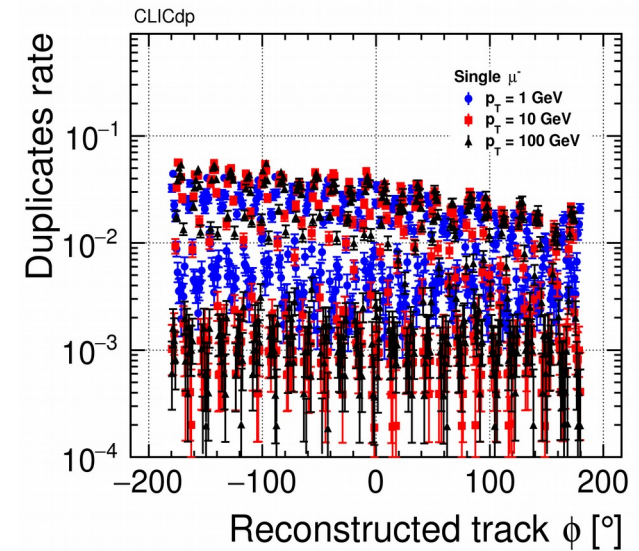 CLICdp
Duplicates rate
Single μ⁻
p_T = 1 GeV
p_T = 10 GeV
p_T = 100 GeV
10⁻¹
10⁻²
10⁻³
10⁻⁴
−200 −100 0 100 200
Reconstructed track ϕ [°]